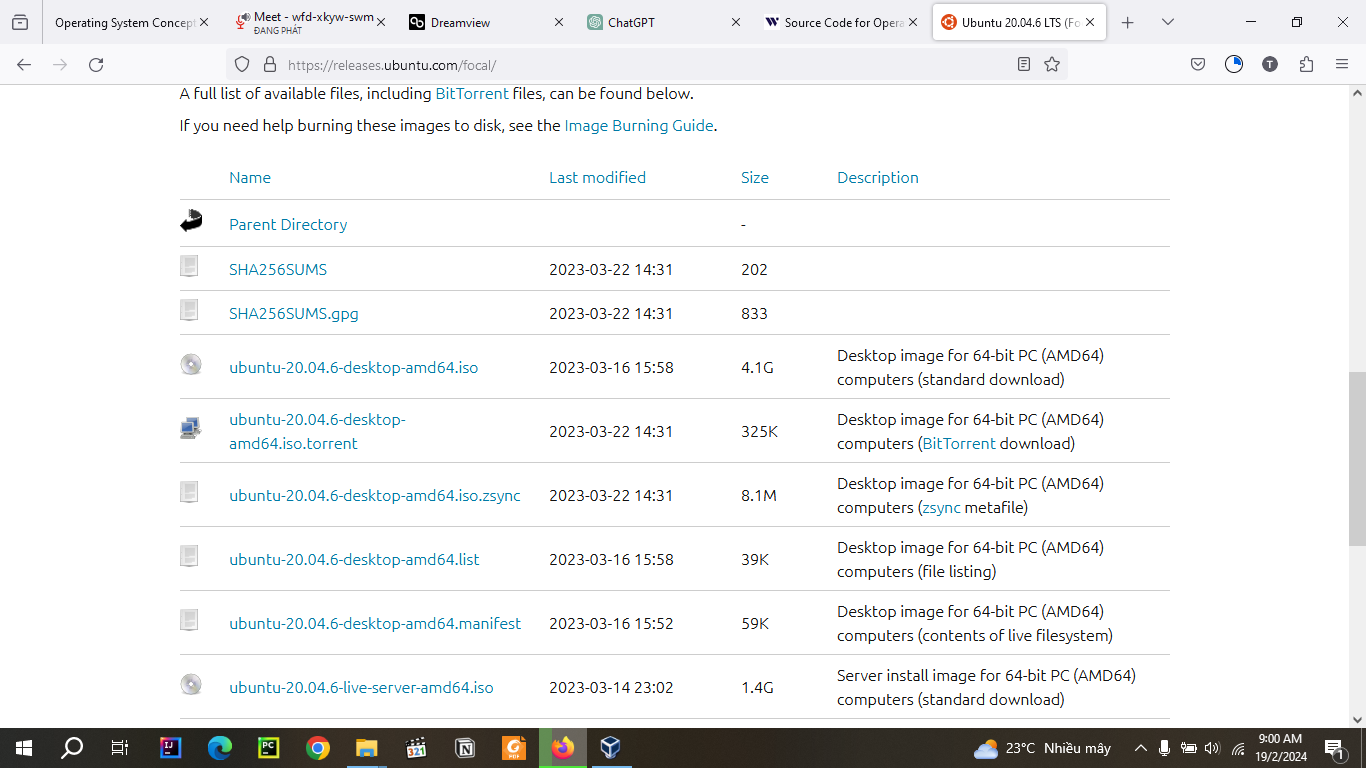 Operating System Concept
Meet - wfd-xkyw-swm
ĐANG PHÁT
Dreamview
ChatGPT
Source Code for Opera
Ubuntu 20.04.6 LTS (Fo
https://releases.ubuntu.com/focal/
T
A full list of available files, including BitTorrent files, can be found below.
If you need help burning these images to disk, see the Image Burning Guide.
Name Last modified Size Description
Parent Directory -
SHA256SUMS 2023-03-22 14:31 202
SHA256SUMS.gpg 2023-03-22 14:31 833
ubuntu-20.04.6-desktop-amd64.iso 2023-03-16 15:58 4.1G Desktop image for 64-bit PC (AMD64)
computers (standard download)
ubuntu-20.04.6-desktop-
amd64.iso.torrent 2023-03-22 14:31 325K Desktop image for 64-bit PC (AMD64)
computers (BitTorrent download)
ubuntu-20.04.6-desktop-amd64.iso.zsync 2023-03-22 14:31 8.1M Desktop image for 64-bit PC (AMD64)
computers (zsync metafile)
ubuntu-20.04.6-desktop-amd64.list 2023-03-16 15:58 39K Desktop image for 64-bit PC (AMD64)
computers (file listing)
ubuntu-20.04.6-desktop-amd64.manifest 2023-03-16 15:52 59K Desktop image for 64-bit PC (AMD64)
computers (contents of live filesystem)
ubuntu-20.04.6-live-server-amd64.iso 2023-03-14 23:02 1.4G Server install image for 64-bit PC (AMD64)
computers (standard download)
IJ
PC
321
N
PDF
23°C Nhiều mây
9:00 AM
19/2/2024
1